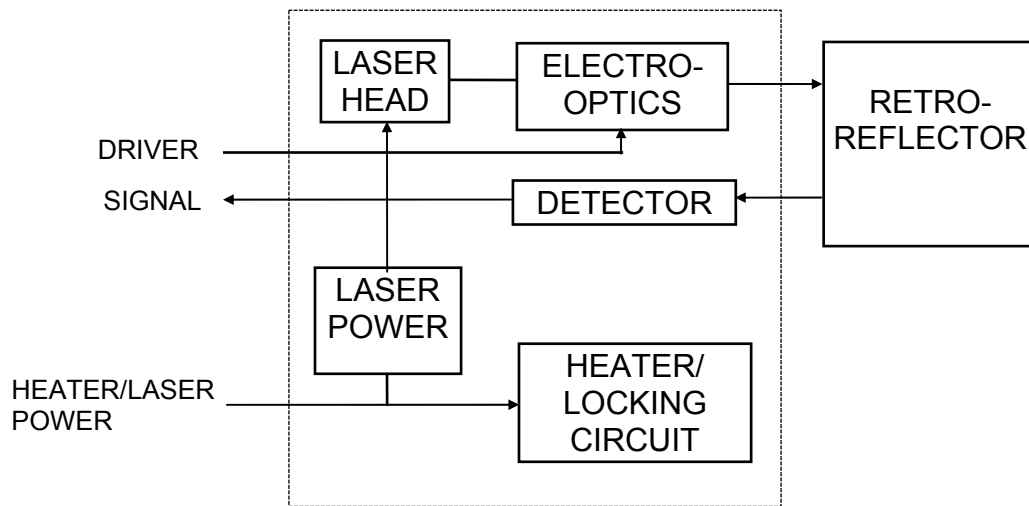 LASER
HEAD
ELECTRO-
OPTICS
RETRO-
REFLECTOR
DRIVER
SIGNAL
DETECTOR
LASER
POWER
HEATER/LASER
POWER
HEATER/
LOCKING
CIRCUIT